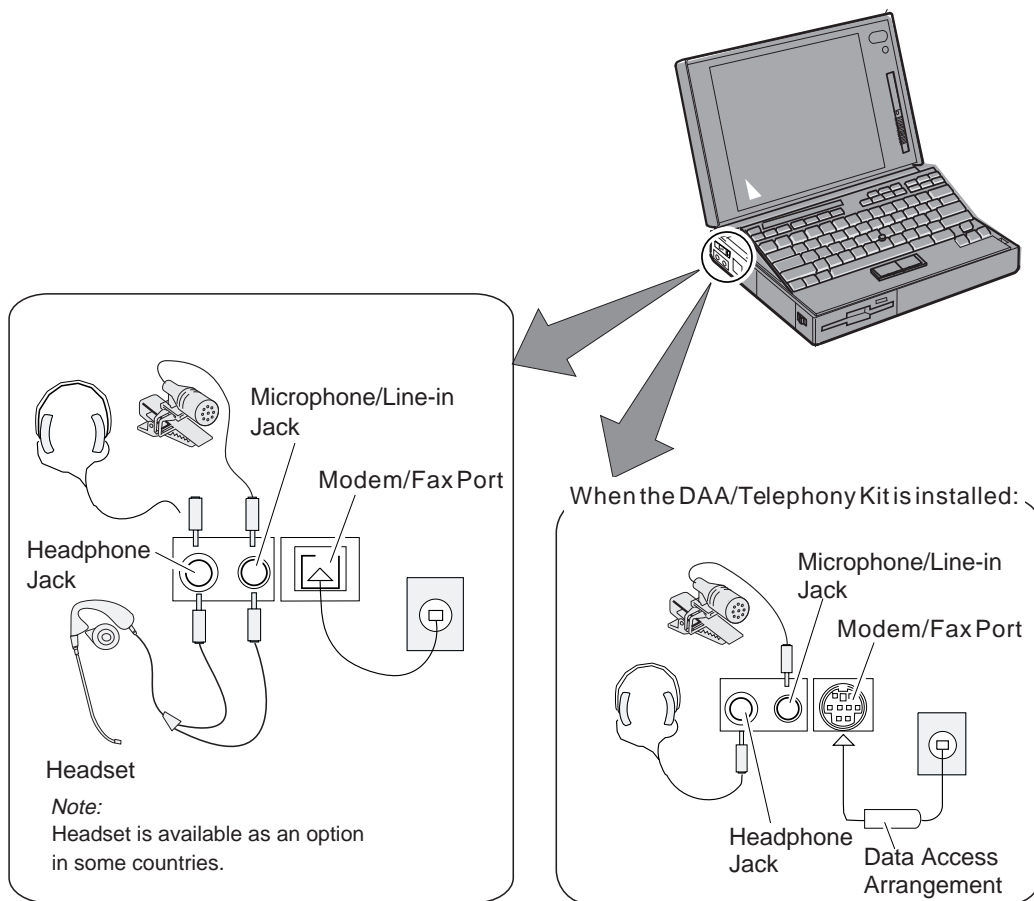 Microphone/Line-in
Jack
Modem/Fax Port
Headphone
Jack
Headset
Note:
Headset is available as an option
in some countries.
When the DAA/Telephony Kit is installed:
Microphone/Line-in
Jack
Modem/Fax Port
Headphone
Jack
Data Access
Arrangement